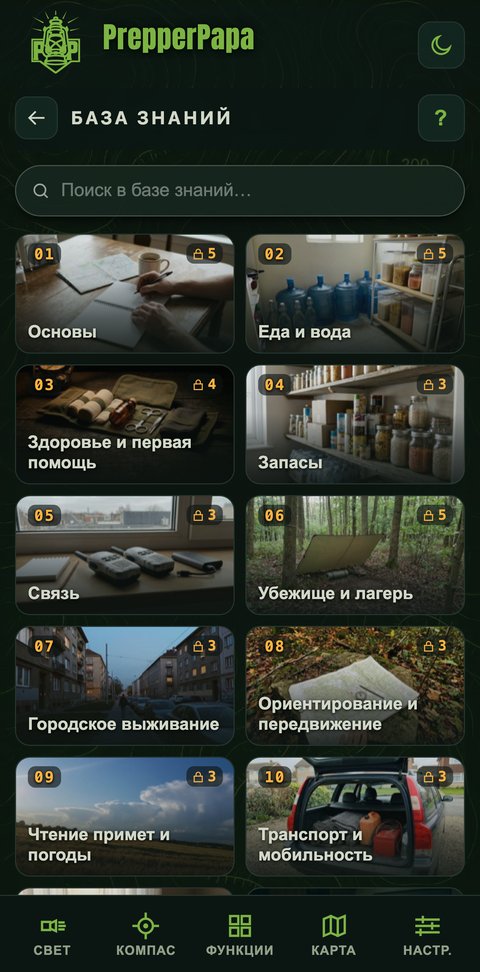 PrepperPapa
БАЗА ЗНАНИЙ
?
Поиск в базе знаний...
01
5
Основы
02
5
Еда и вода
03
4
Здоровье и первая
помощь
04
3
Запасы
05
3
Связь
06
5
Убежище и лагерь
07
3
Городское выживание
08
3
Ориентирование и
передвижение
09
3
Чтение примет и
погоды
10
3
Транспорт и
мобильность
СВЕТ
КОМПАС
ФУНКЦИИ
КАРТА
НАСТР.